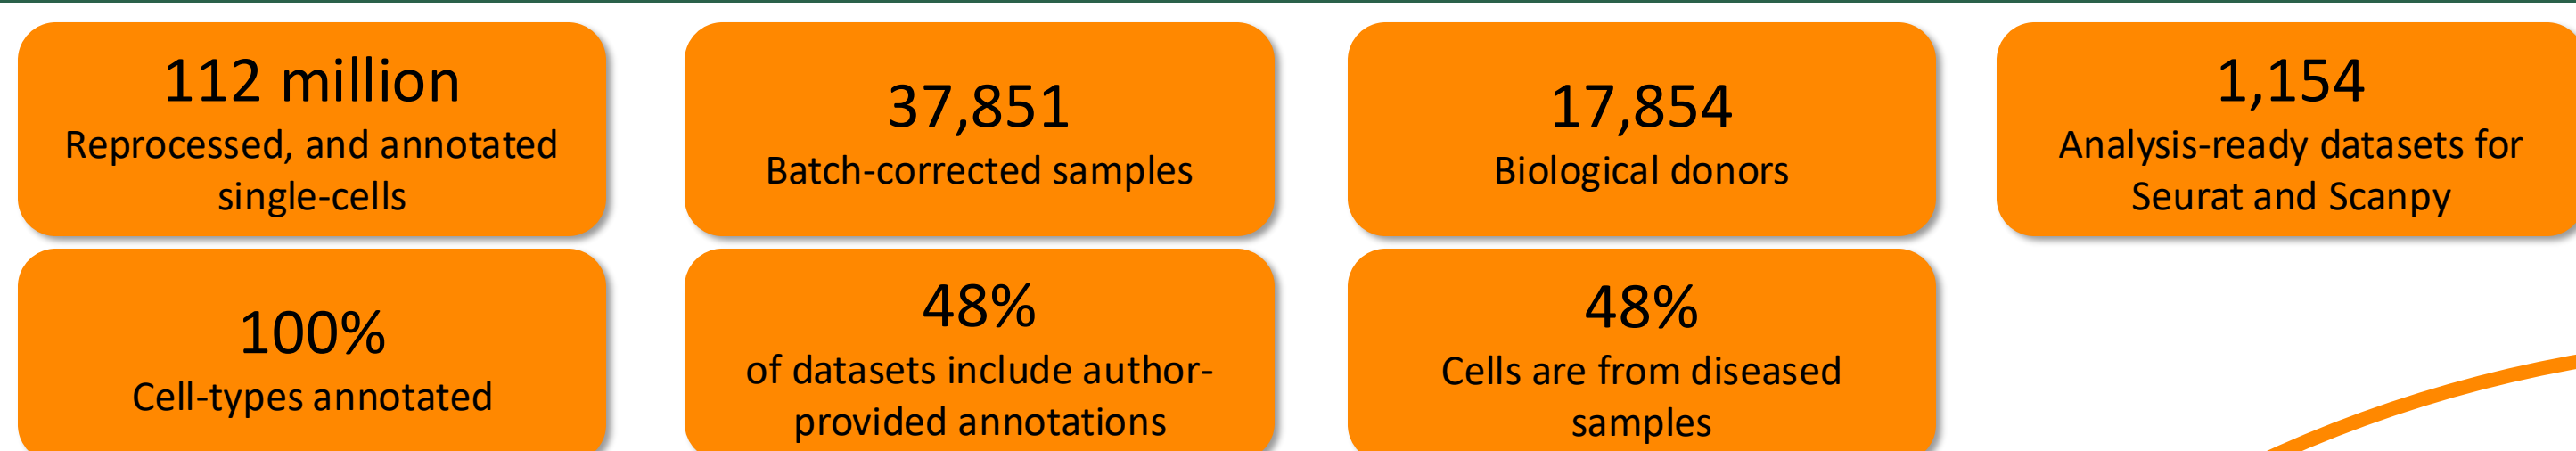 112 million
Reprocessed, and annotated
single-cells
37,851
Batch-corrected samples
17,854
Biological donors
1,154
Analysis-ready datasets for
Seurat and Scanpy
100%
Cell-types annotated
48%
of datasets include author-
provided annotations
48%
Cells are from diseased
samples